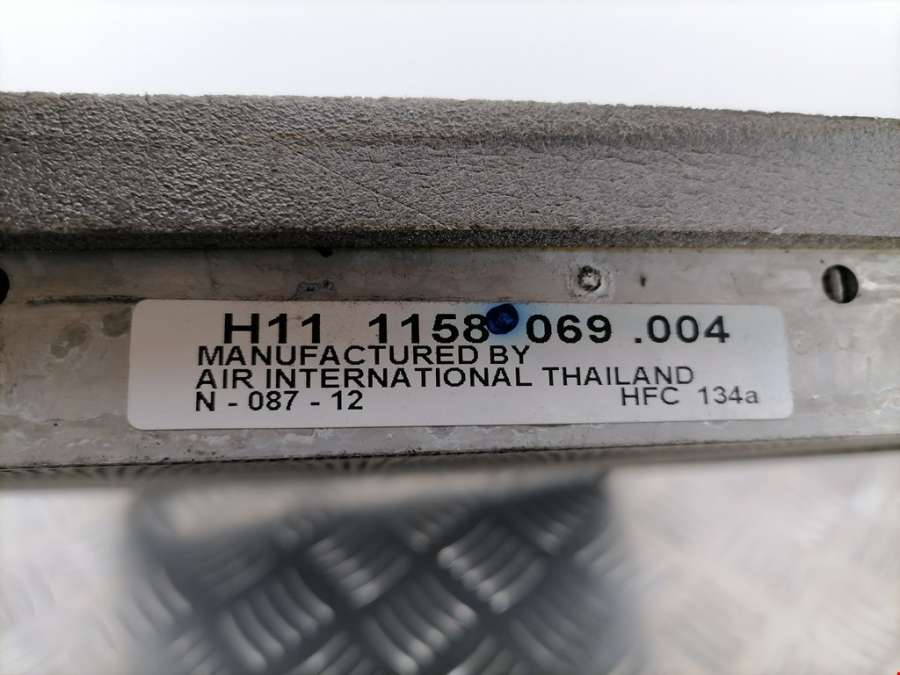 H11 1158 069 .004
MANUFACTURED BY
AIR INTERNATIONAL THAILAND
N - 087 - 12 HFC 134a